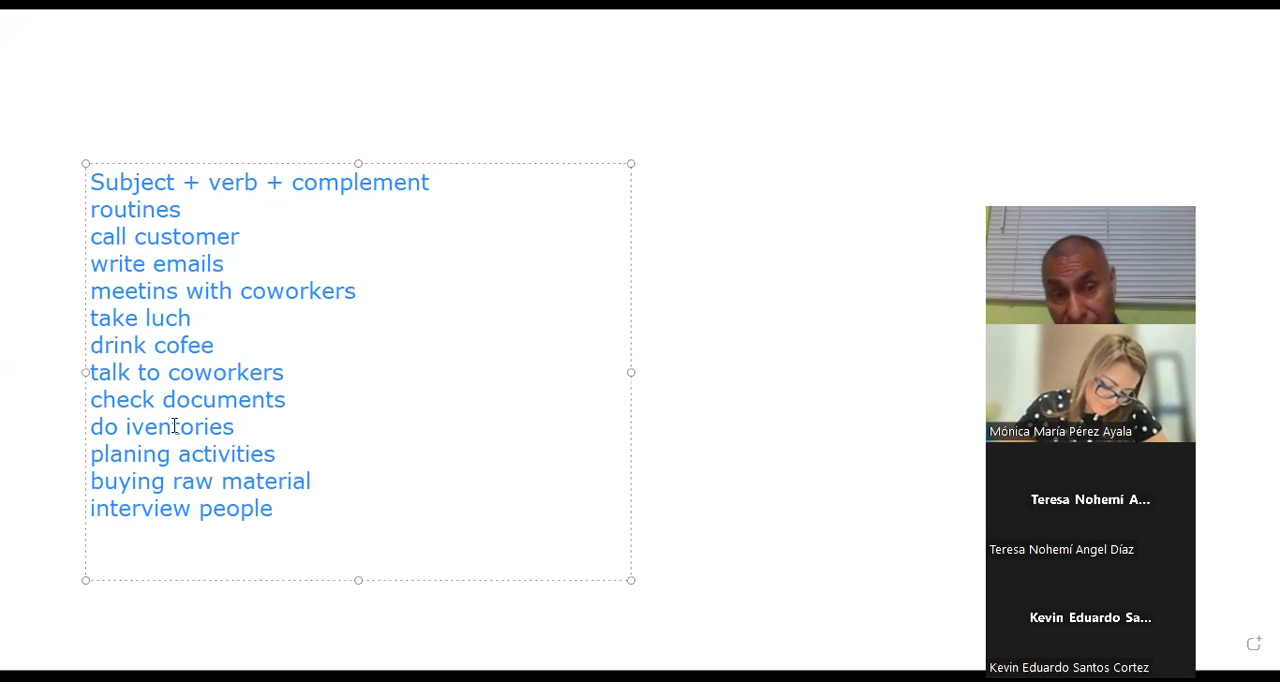 Subject + verb + complement
routines
call customer
write emails
meetins with coworkers
take luch
drink cofee
talk to coworkers
check documents
do iventories
planing activities
buying raw material
interview people
Mónica María Pérez Ayala
Teresa Nohemí A...
Teresa Nohemí Angel Díaz
Kevin Eduardo Sa...
Kevin Eduardo Santos Cortez